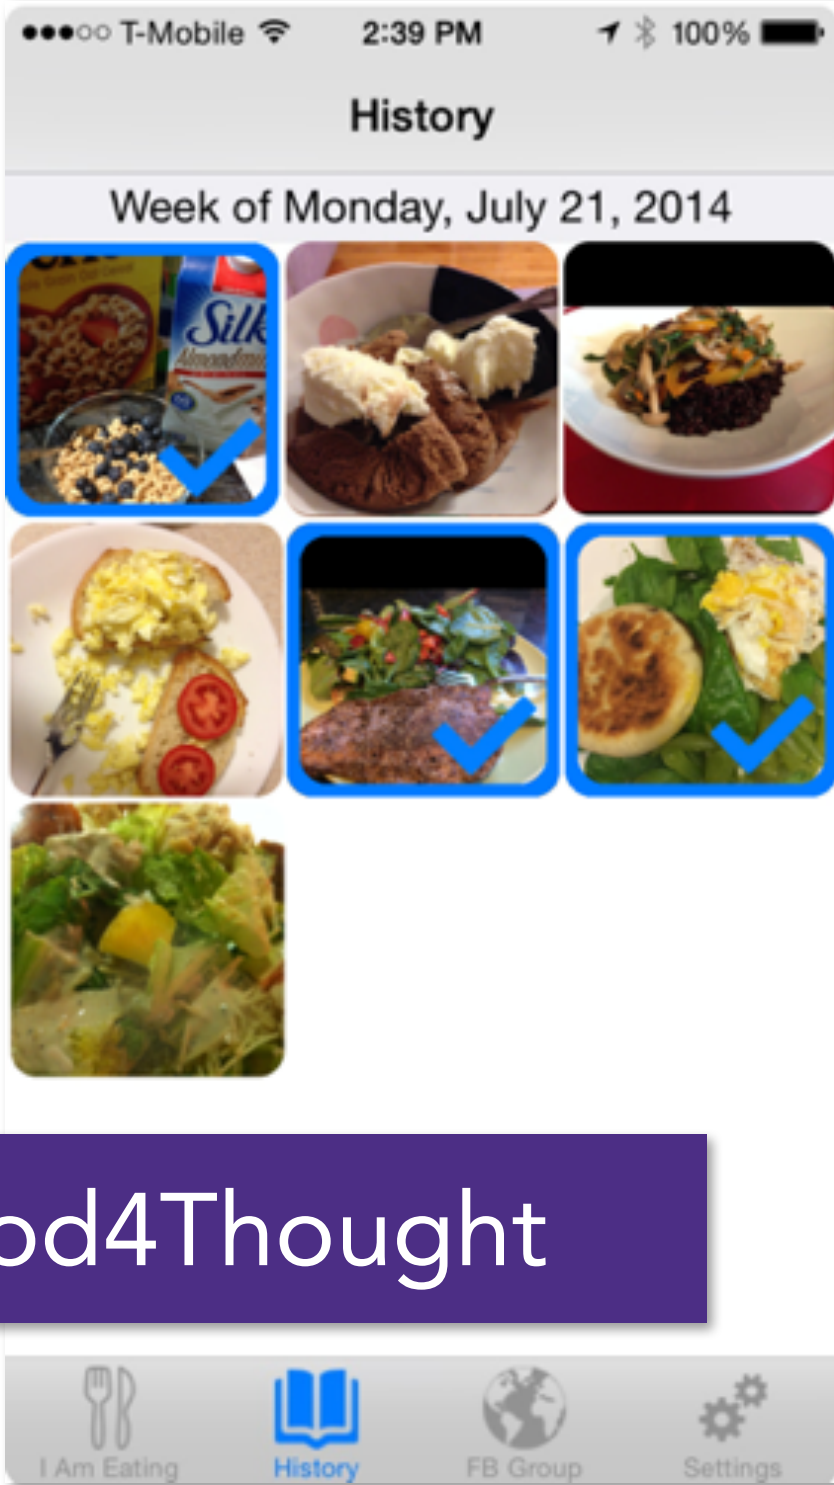 T-Mobile 2:39 PM 100%
History
Week of Monday, July 21, 2014
Silk
Almondmi
od4Thought
I Am Eating History FB Group Settings